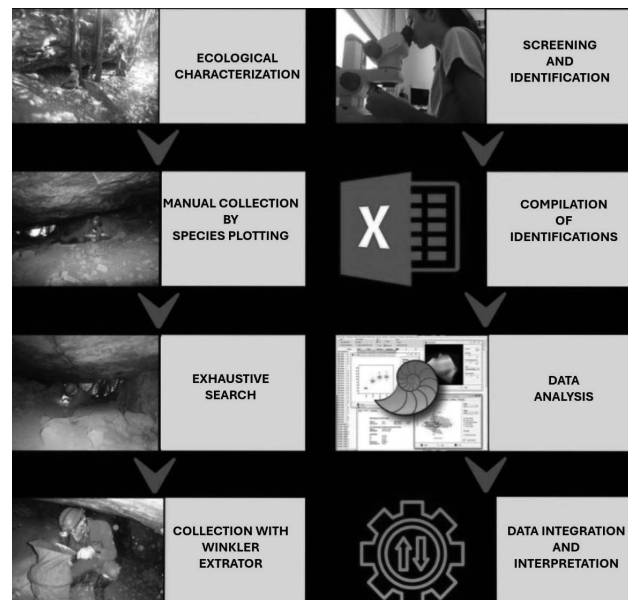 ECOLOGICAL
CHARACTERIZATION
MANUAL COLLECTION
BY
SPECIES PLOTTING
EXHAUSTIVE
SEARCH
COLLECTION WITH
WINKLER
EXTRATOR
SCREENING
AND
IDENTIFICATION
X
COMPILATION
OF
IDENTIFICATIONS
DATA
ANALYSIS
DATA INTEGRATION
AND
INTERPRETATION